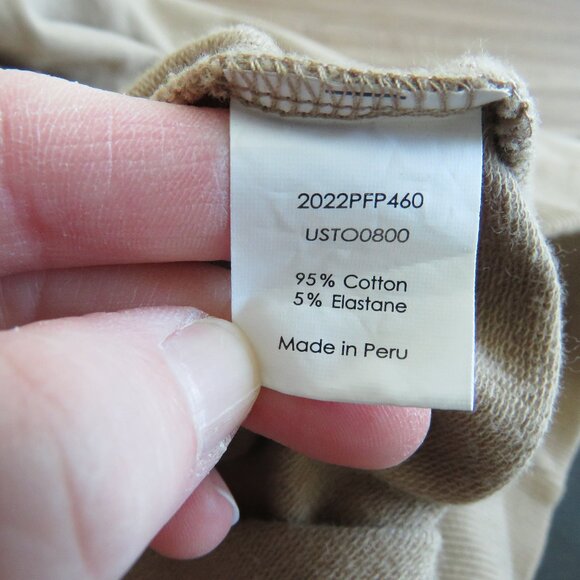 2022PFP460
USTO0800
95% Cotton
5% Elastane
Made in Peru